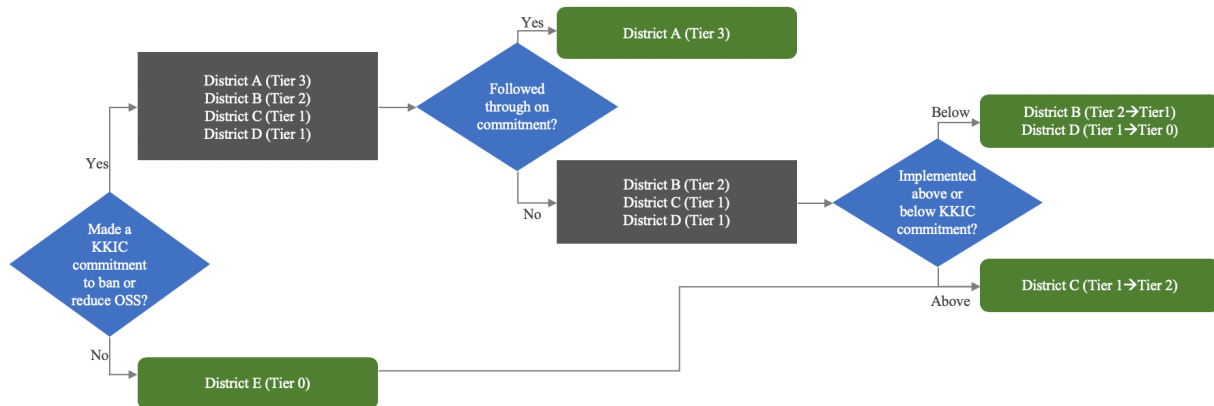 Yes
District A (Tier 3)
District A (Tier 3)
District B (Tier 2)
District C (Tier 1)
District D (Tier 1)
Followed
through on
commitment?
Below
District B (Tier 2→Tier1)
District D (Tier 1→Tier 0)
Yes
No
District B (Tier 2)
District C (Tier 1)
District D (Tier 1)
Implemented
above or
below KKIC
commitment?
Made a
KKIC
commitment
to ban or
reduce OSS?
Above
District C (Tier 1→Tier 2)
No
District E (Tier 0)